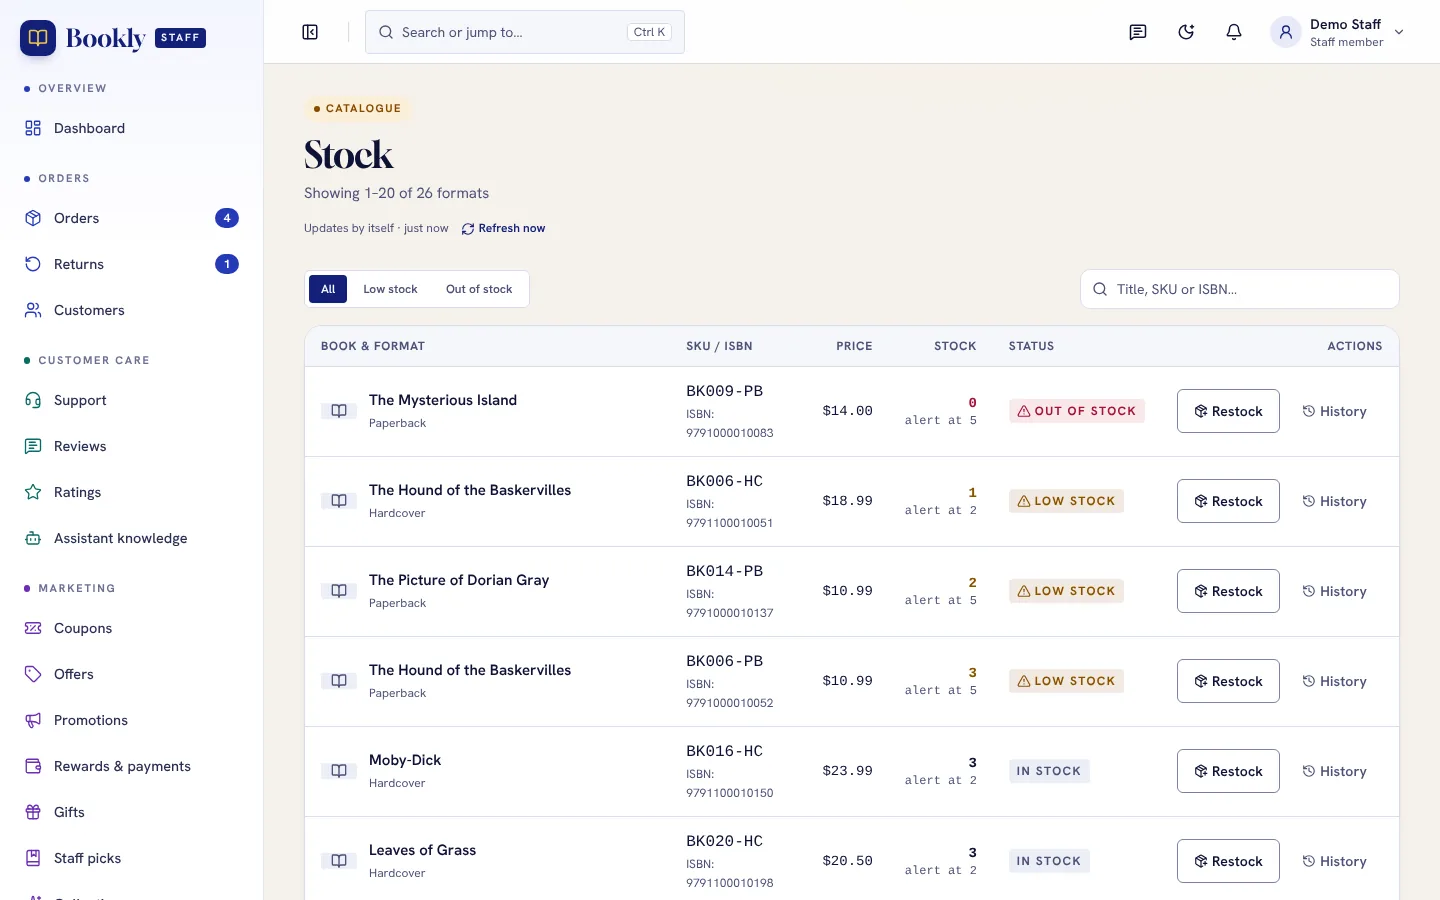 Bookly STAFF
OVERVIEW
Dashboard
ORDERS
Orders 4
Returns 1
Customers
CUSTOMER CARE
Support
Reviews
Ratings
Assistant knowledge
MARKETING
Coupons
Offers
Promotions
Rewards & payments
Gifts
Staff picks
Search or jump to... Ctrl K
Demo Staff
Staff member
CATALOGUE
Stock
Showing 1–20 of 26 formats
Updates by itself · just now Refresh now
All Low stock Out of stock
Title, SKU or ISBN...
BOOK & FORMAT SKU / ISBN PRICE STOCK STATUS ACTIONS
The Mysterious Island
Paperback
BK009-PB
ISBN:
9791000010083
$14.00
0
alert at 5
OUT OF STOCK
Restock
History
The Hound of the Baskervilles
Hardcover
BK006-HC
ISBN:
9791100010051
$18.99
1
alert at 2
LOW STOCK
Restock
History
The Picture of Dorian Gray
Paperback
BK014-PB
ISBN:
9791000010137
$10.99
2
alert at 5
LOW STOCK
Restock
History
The Hound of the Baskervilles
Paperback
BK006-PB
ISBN:
9791000010052
$10.99
3
alert at 5
LOW STOCK
Restock
History
Moby-Dick
Hardcover
BK016-HC
ISBN:
9791100010150
$23.99
3
alert at 2
IN STOCK
Restock
History
Leaves of Grass
Hardcover
BK020-HC
ISBN:
9791100010198
$20.50
3
alert at 2
IN STOCK
Restock
History